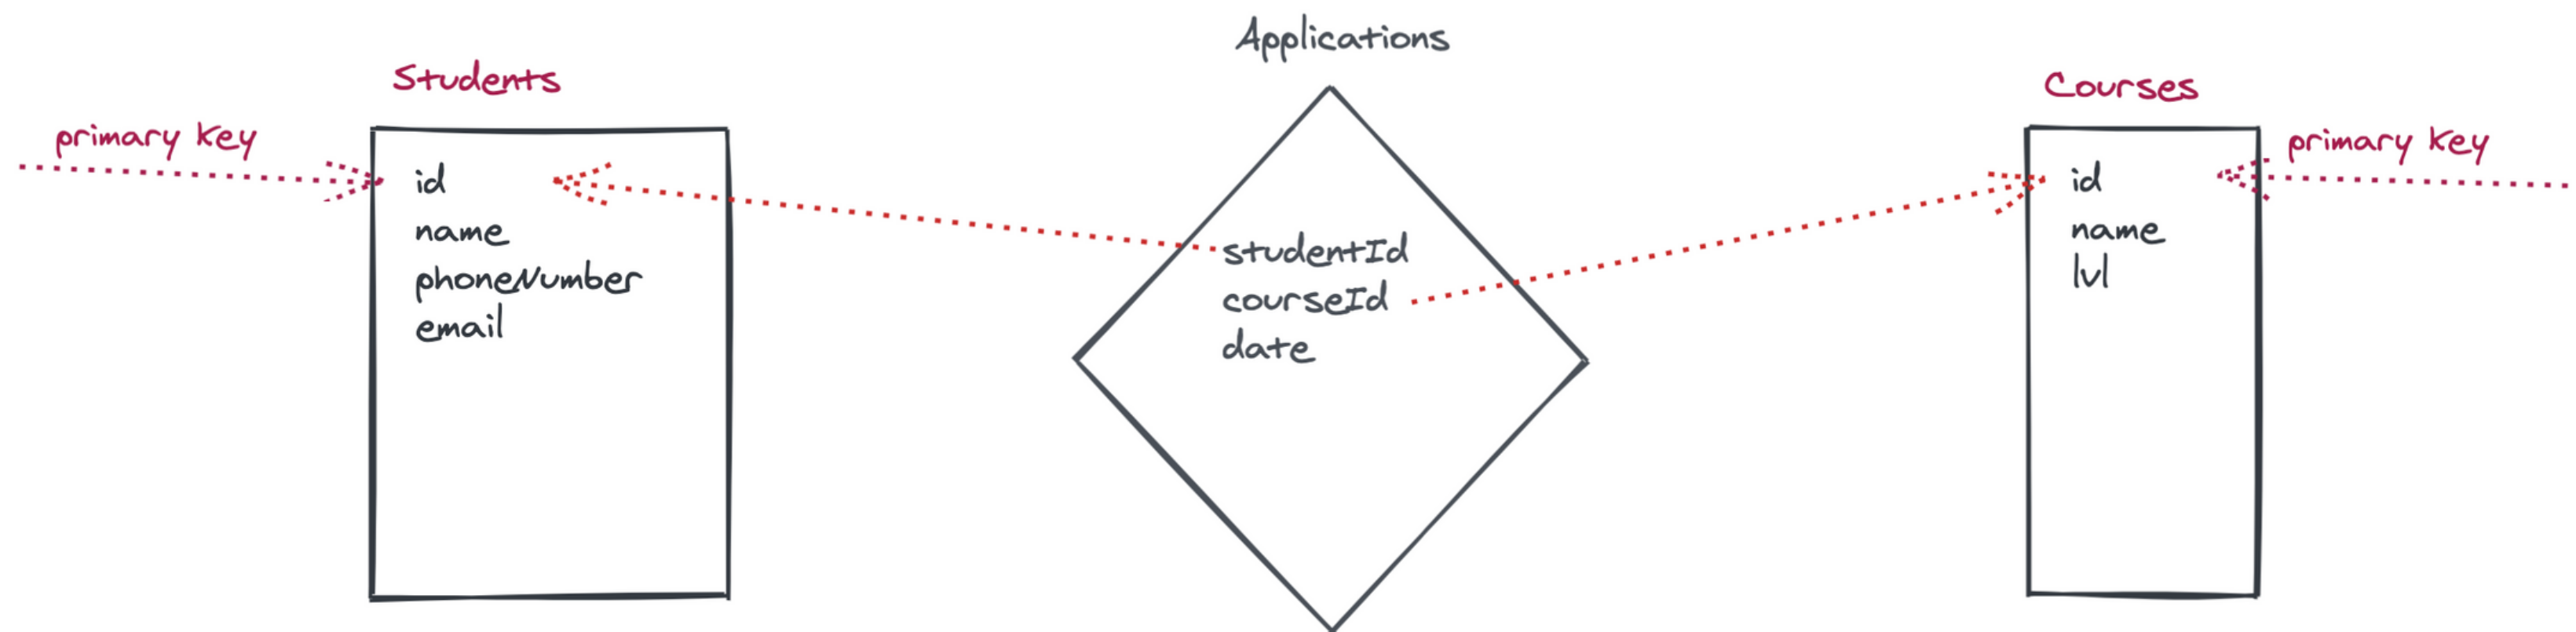 Applications
Students
Courses
primary key
primary key
id
name
phoneNumber
email
studentId
courseId
date
id
name
lvl